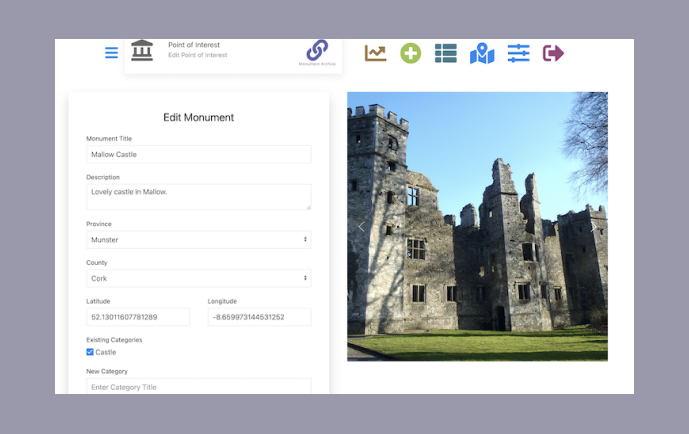 Point of Interest
Edit Point of Interest
Monument Archive
Edit Monument
Monument Title
Mallow Castle
Description
Lovely castle in Mallow.
Province
Munster
County
Cork
Latitude
Longitude
52.13011607781289
-8.659973144531252
Existing Categories
Castle
New Category
Enter Category Title